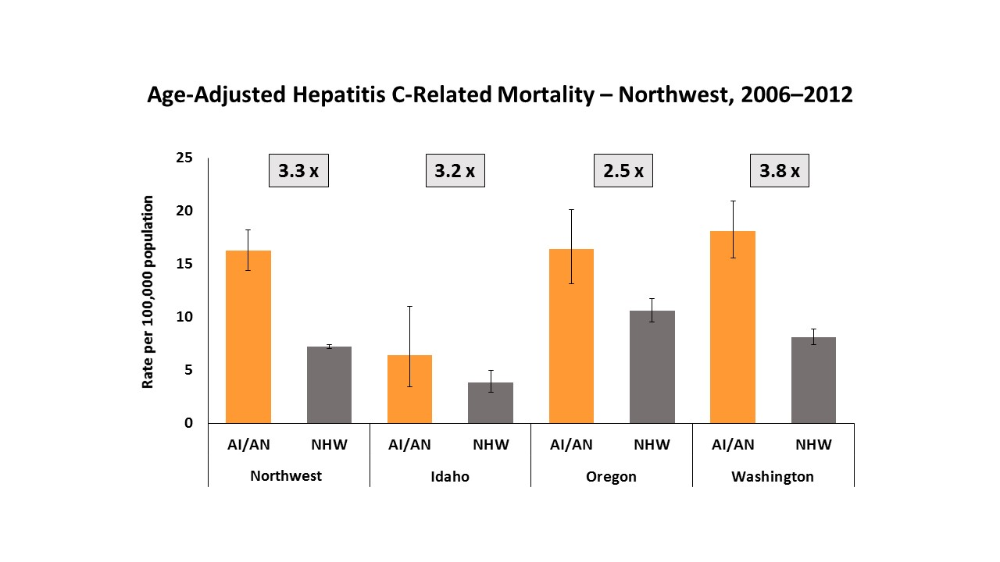 Age-Adjusted Hepatitis C-Related Mortality – Northwest, 2006–2012
3.3 x
3.2 x
2.5 x
3.8 x
Rate per 100,000 population
25
20
15
10
5
0
AI/AN NHW AI/AN NHW AI/AN NHW AI/AN NHW
Northwest Idaho Oregon Washington